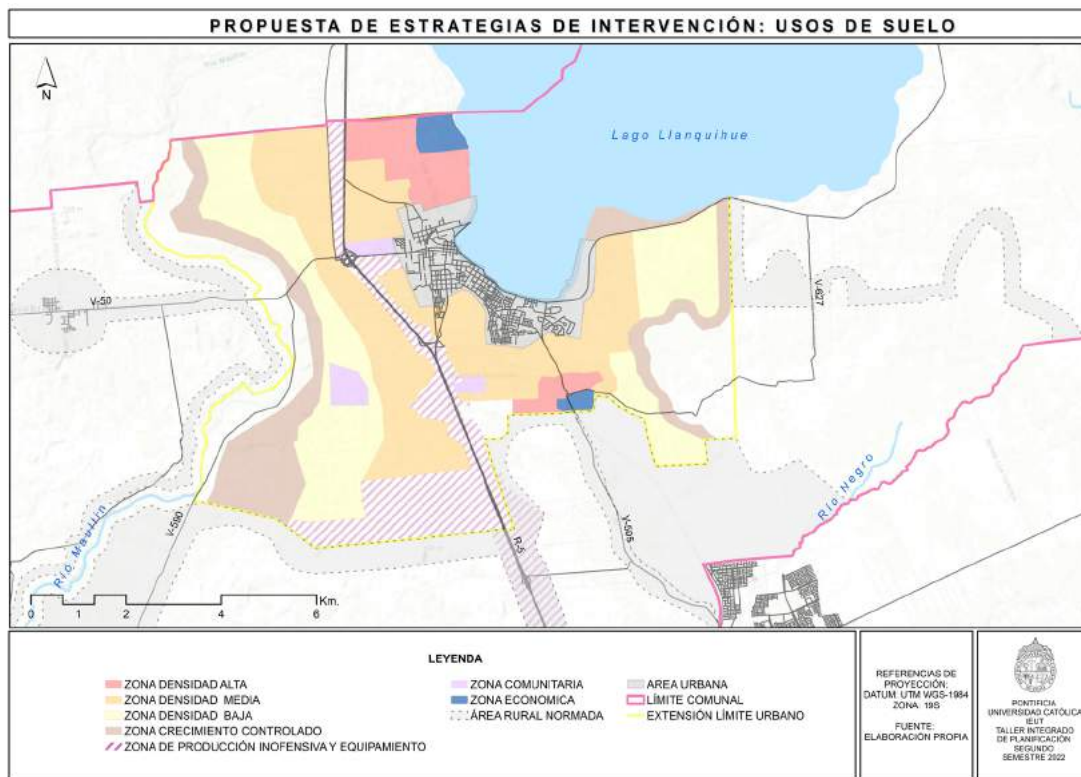 PROPUESTA DE ESTRATEGIAS DE INTERVENCIÓN: USOS DE SUELO
N
Lago Llanquihue
V-50
V-627
Río Negro
Río Maullín
V-590
R-5
V-505
Km.
0 1 2 4 6
LEYENDA
ZONA DENSIDAD ALTA
ZONA DENSIDAD MEDIA
ZONA DENSIDAD BAJA
ZONA CRECIMIENTO CONTROLADO
ZONA DE PRODUCCIÓN INOFENSIVA Y EQUIPAMIENTO
ZONA COMUNITARIA
ZONA ECONOMICA
ÁREA RURAL NORMADA
AREA URBANA
LÍMITE COMUNAL
EXTENSIÓN LÍMITE URBANO
REFERENCIAS DE
PROYECCIÓN:
DATUM: UTM WGS-1984
ZONA: 19S
FUENTE:
ELABORACIÓN PROPIA
PONTIFICIA
UNIVERSIDAD CATÓLICA
IEUT
TALLER INTEGRADO
DE PLANIFICACIÓN
SEGUNDO
SEMESTRE 2022